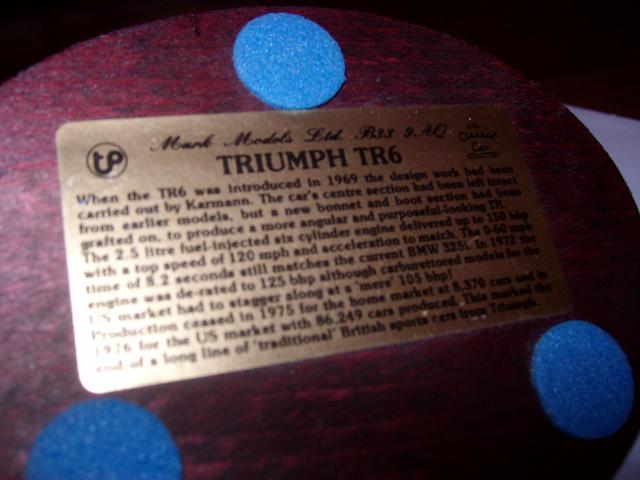 Mark Models Ltd. B33 9AQ
Classic
Co
TRIUMPH TR6
When the TR6 was introduced in 1969 the design work had been
carried out by Karmann. The car's centre section had been left intact
from earlier models, but a new bonnet and boot section had been
grafted on, to produce a more angular and purposeful-looking TR.
The 2.5 litre fuel-injected six cylinder engine delivered up to 150 bhp
with a top speed of 120 mph and acceleration to match. The 0-60 mph
time of 8.2 seconds still matches the current BMW 325i. In 1972 the
engine was de-rated to 125 bhp although carburettored models for the
US market had to stagger along at a 'mere' 105 bhp!
Production ceased in 1975 for the home market at 8,370 cars and in
1976 for the US market with 86,249 cars produced. This marked the
end of a long line of 'traditional' British sports cars from Triumph.